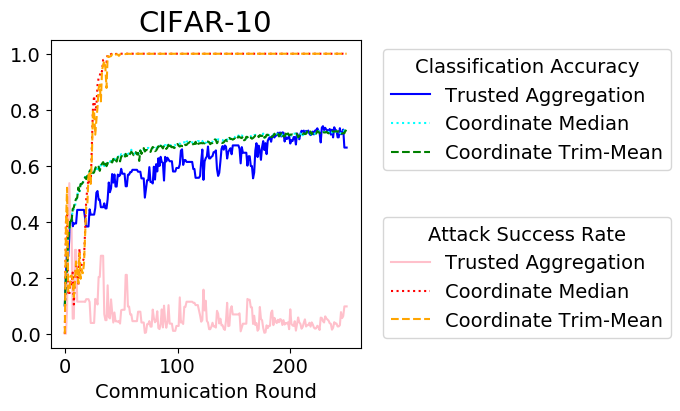 CIFAR-10
1.0
0.8
0.6
0.4
0.2
0.0
0
100
200
Communication Round
Classification Accuracy
Trusted Aggregation
Coordinate Median
Coordinate Trim-Mean
Attack Success Rate
Trusted Aggregation
Coordinate Median
Coordinate Trim-Mean